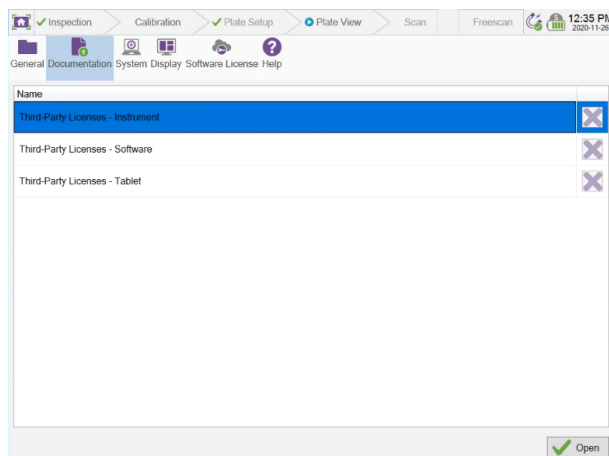 Inspection Calibration Plate Setup Plate View Scan Freescan 12:35 PM
2020-11-26
General Documentation System Display Software License Help
Name
Third-Party Licenses - Instrument
Third-Party Licenses - Software
Third-Party Licenses - Tablet
Open